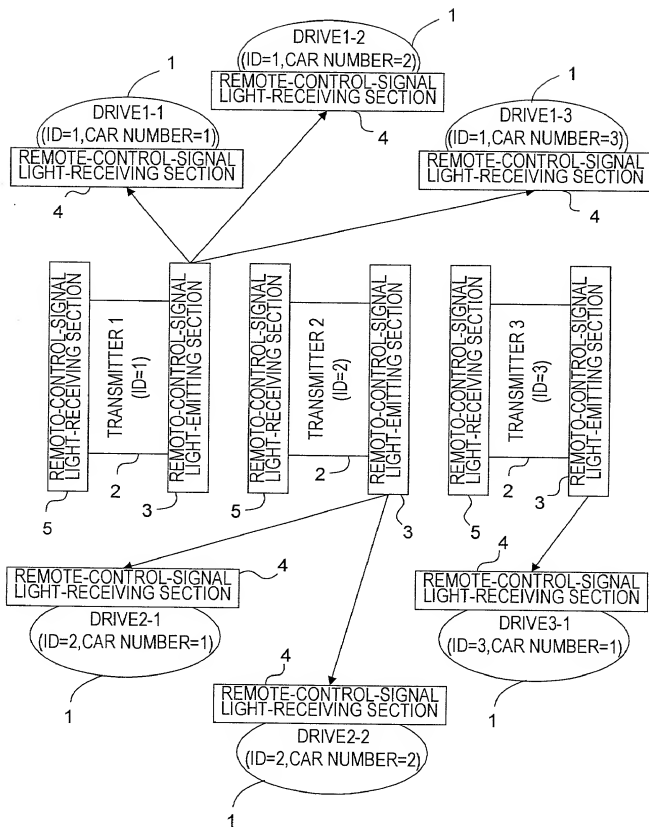 1
DRIVE1-2
(ID=1,CAR NUMBER=2)
REMOTE-CONTROL-SIGNAL
LIGHT-RECEIVING SECTION
4
1
DRIVE1-1
(ID=1,CAR NUMBER=1)
REMOTE-CONTROL-SIGNAL
LIGHT-RECEIVING SECTION
4
1
DRIVE1-3
(ID=1,CAR NUMBER=3)
REMOTE-CONTROL-SIGNAL
LIGHT-RECEIVING SECTION
4
REMOTO-CONTROL-SIGNAL
LIGHT-RECEIVING SECTION
5
TRANSMITTER 1
(ID=1)
2
REMOTO-CONTROL-SIGNAL
LIGHT-EMITTING SECTION
3
REMOTO-CONTROL-SIGNAL
LIGHT-RECEIVING SECTION
5
TRANSMITTER 2
(ID=2)
2
REMOTO-CONTROL-SIGNAL
LIGHT-EMITTING SECTION
3
REMOTO-CONTROL-SIGNAL
LIGHT-RECEIVING SECTION
5
TRANSMITTER 3
(ID=3)
2
REMOTO-CONTROL-SIGNAL
LIGHT-EMITTING SECTION
3
4
REMOTE-CONTROL-SIGNAL
LIGHT-RECEIVING SECTION
DRIVE2-1
(ID=2,CAR NUMBER=1)
1
4
REMOTE-CONTROL-SIGNAL
LIGHT-RECEIVING SECTION
DRIVE3-1
(ID=3,CAR NUMBER=1)
1
4
REMOTE-CONTROL-SIGNAL
LIGHT-RECEIVING SECTION
DRIVE2-2
(ID=2,CAR NUMBER=2)
1